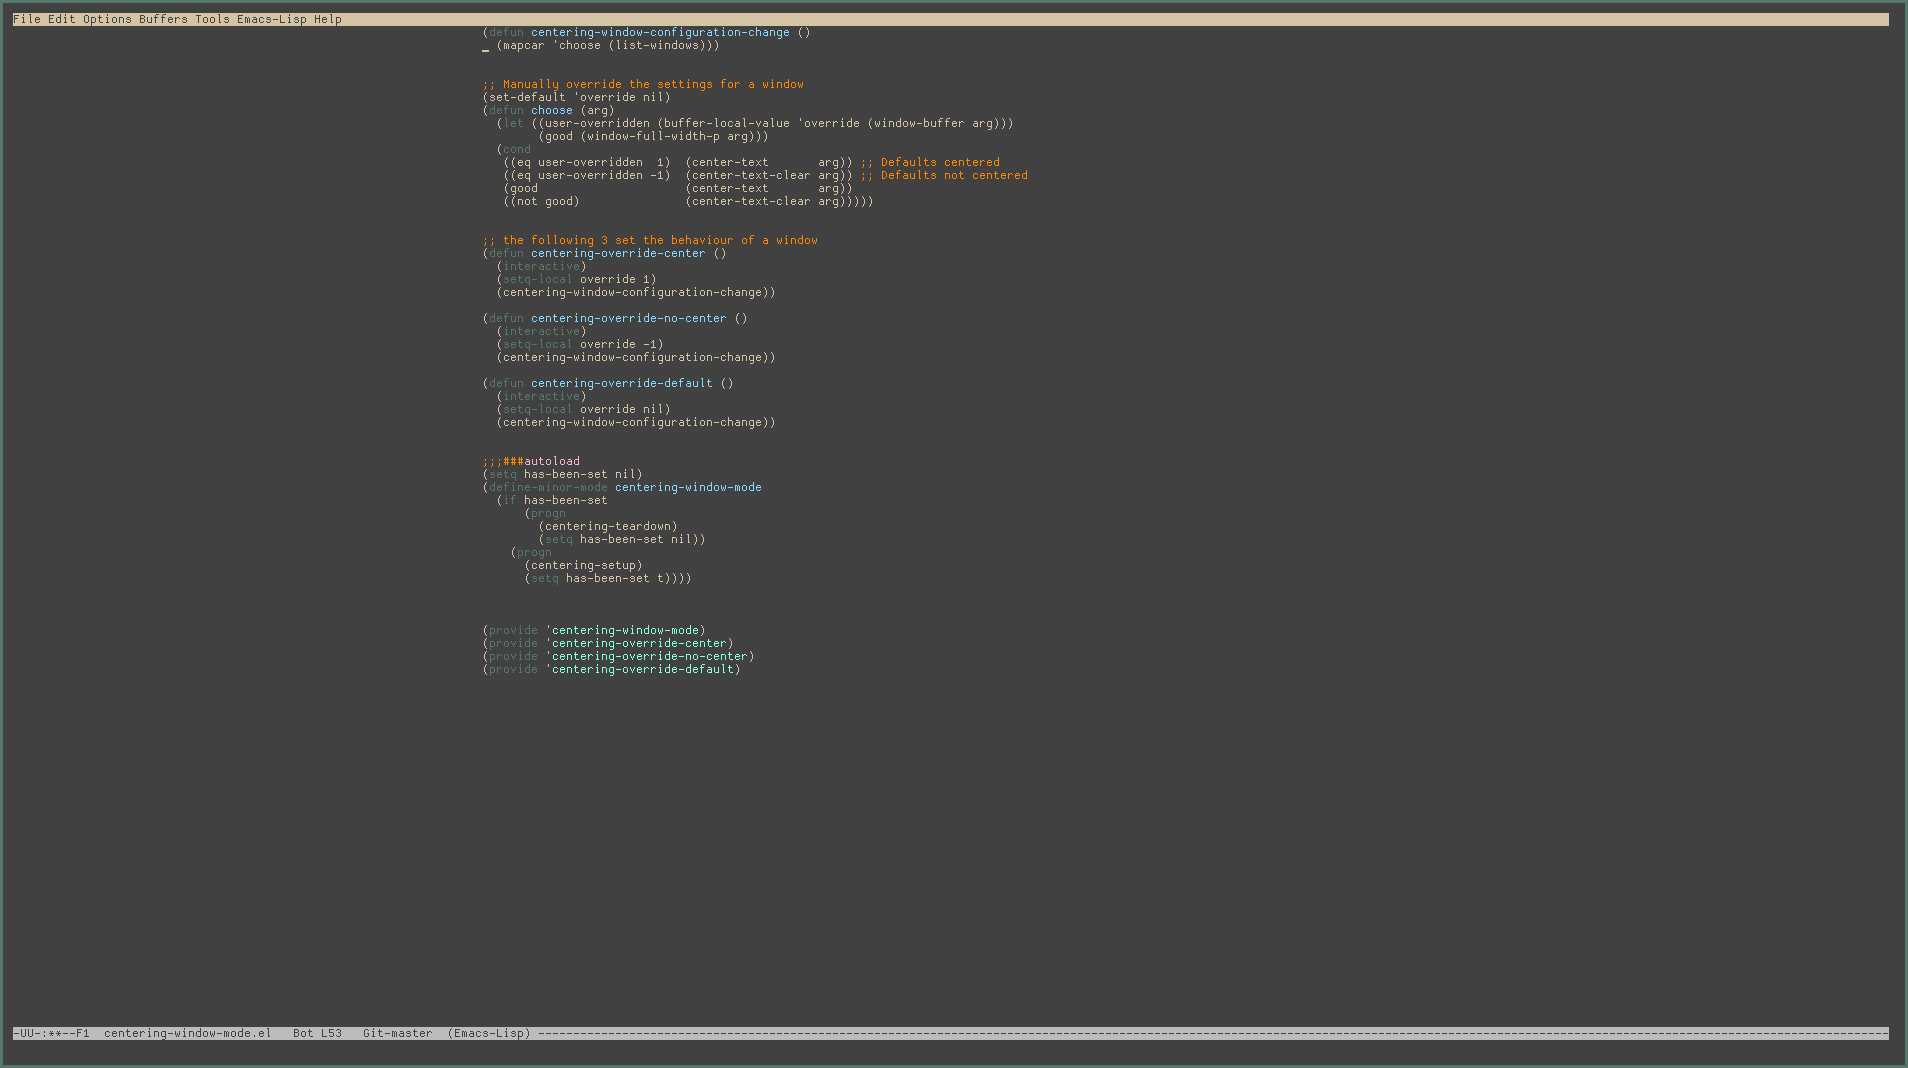 File Edit Options Buffers Tools Emacs-Lisp Help
(defun centering-window-configuration-change ()
  (mapcar 'choose (list-windows)))
;; Manually override the settings for a window
(set-default 'override nil)
(defun choose (arg)
  (let ((user-overridden (buffer-local-value 'override (window-buffer arg)))
        (good (window-full-width-p arg)))
  (cond
   ((eq user-overridden  1)  (center-text       arg)) ;; Defaults centered
   ((eq user-overridden -1)  (center-text-clear arg)) ;; Defaults not centered
   (good                     (center-text       arg))
   ((not good)               (center-text-clear arg)))))
;; the following 3 set the behaviour of a window
(defun centering-override-center ()
  (interactive)
  (setq-local override 1)
  (centering-window-configuration-change))
(defun centering-override-no-center ()
  (interactive)
  (setq-local override -1)
  (centering-window-configuration-change))
(defun centering-override-default ()
  (interactive)
  (setq-local override nil)
  (centering-window-configuration-change))
;;;###autoload
(setq has-been-set nil)
(define-minor-mode centering-window-mode
  (if has-been-set
      (progn
        (centering-teardown)
        (setq has-been-set nil))
    (progn
      (centering-setup)
      (setq has-been-set t))))
(provide 'centering-window-mode)
(provide 'centering-override-center)
(provide 'centering-override-no-center)
(provide 'centering-override-default)
-UU-:**--F1  centering-window-mode.el   Bot L53   Git-master  (Emacs-Lisp) ----------------------------------------------------------------